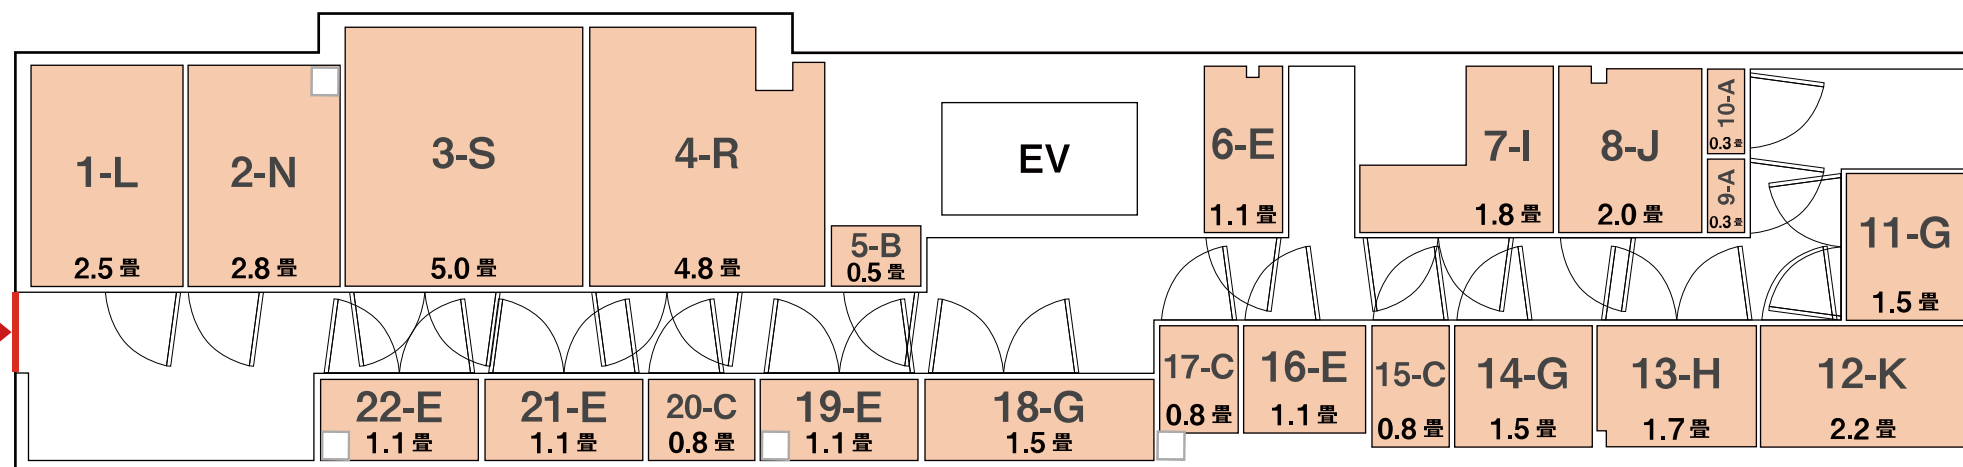 1-L
2.5 畳
2-N
2.8 畳
3-S
5.0 畳
4-R
4.8 畳
5-B
0.5 畳
EV
6-E
1.1 畳
7-I
1.8 畳
8-J
2.0 畳
10-A
0.3 畳
9-A
0.3 畳
11-G
1.5 畳
22-E
1.1 畳
21-E
1.1 畳
20-C
0.8 畳
19-E
1.1 畳
18-G
1.5 畳
17-C
0.8 畳
16-E
1.1 畳
15-C
0.8 畳
14-G
1.5 畳
13-H
1.7 畳
12-K
2.2 畳